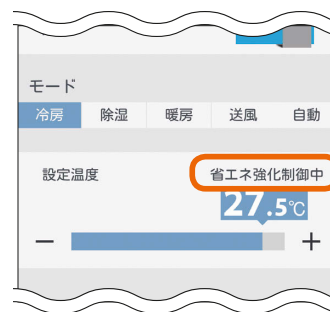 モード
冷房 除湿 暖房 送風 自動
設定温度 省エネ強化制御中
27.5℃
− +